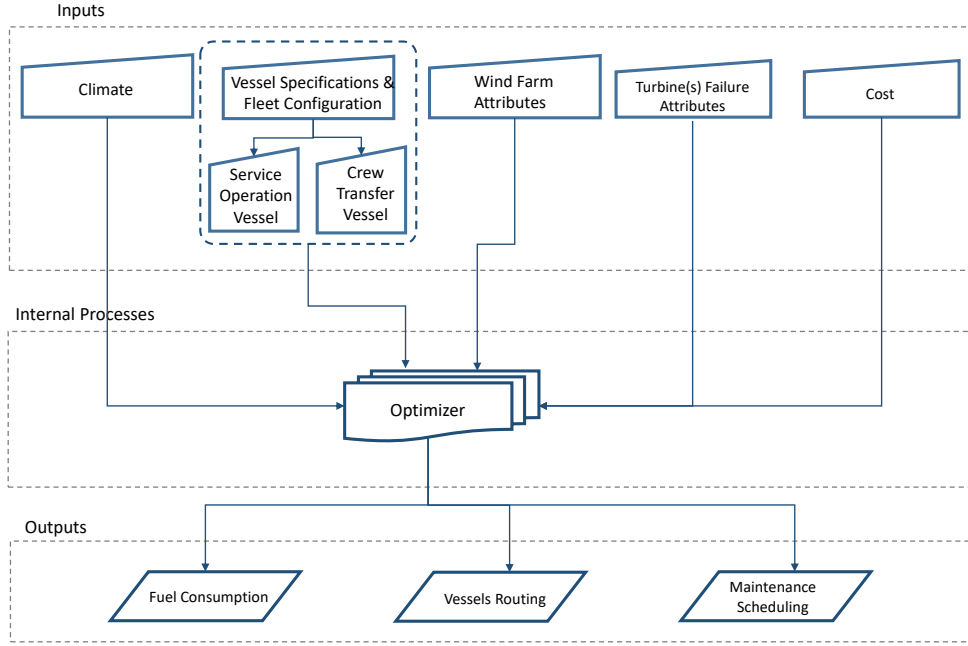 Inputs
Climate
Vessel Specifications &
Fleet Configuration
Service
Operation
Vessel
Crew
Transfer
Vessel
Wind Farm
Attributes
Turbine(s) Failure
Attributes
Cost
Internal Processes
Optimizer
Outputs
Fuel Consumption
Vessels Routing
Maintenance
Scheduling